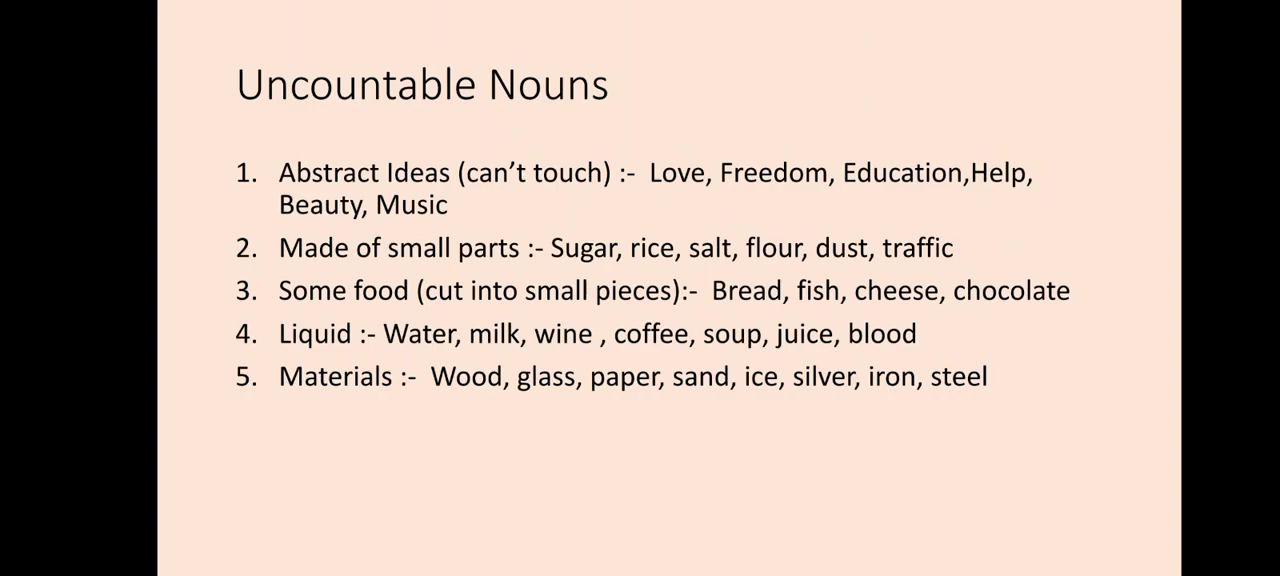 Uncountable Nouns
1. Abstract Ideas (can’t touch) :-  Love, Freedom, Education,Help,
Beauty, Music
2. Made of small parts :- Sugar, rice, salt, flour, dust, traffic
3. Some food (cut into small pieces):-  Bread, fish, cheese, chocolate
4. Liquid :- Water, milk, wine , coffee, soup, juice, blood
5. Materials :-  Wood, glass, paper, sand, ice, silver, iron, steel